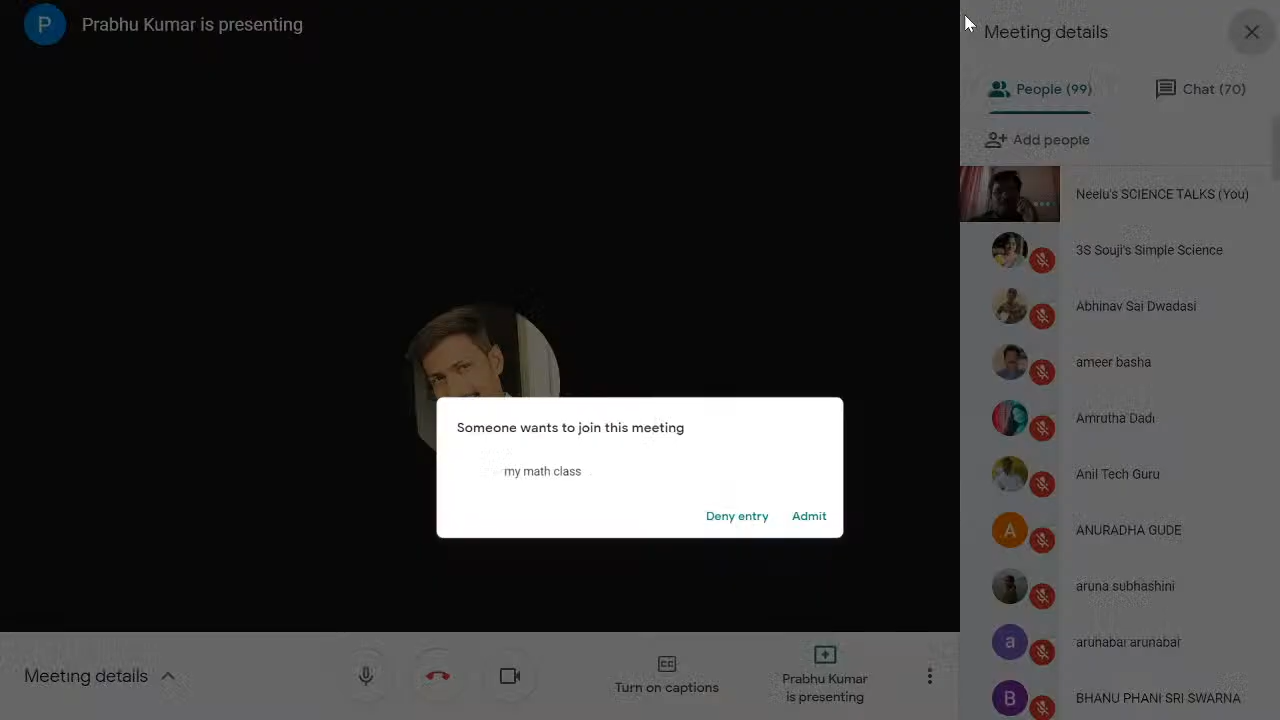 P
Prabhu Kumar is presenting
Meeting details
People (99)
Chat (70)
Add people
Neelu's SCIENCE TALKS (You)
3S Souji's Simple Science
Abhinav Sai Dwadasi
ameer basha
Amrutha Dadi
Anil Tech Guru
A
ANURADHA GUDE
aruna subhashini
a
arunabai arunabai
B
BHANU PHANI SRI SWARNA
Someone wants to join this meeting
my math class
Deny entry
Admit
Meeting details
CC
Turn on captions
Prabhu Kumar
is presenting